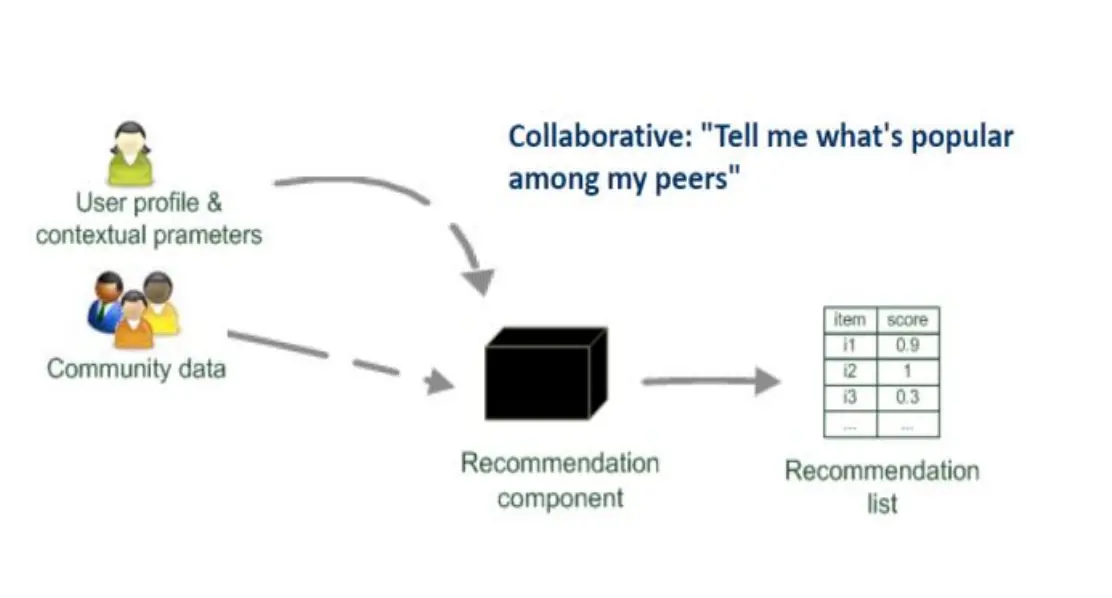 Collaborative: "Tell me what's popular
among my peers"
User profile &
contextual prameters
Community data
Recommendation
component
item score
i1 0.9
i2 1
i3 0.3
... ...
Recommendation
list